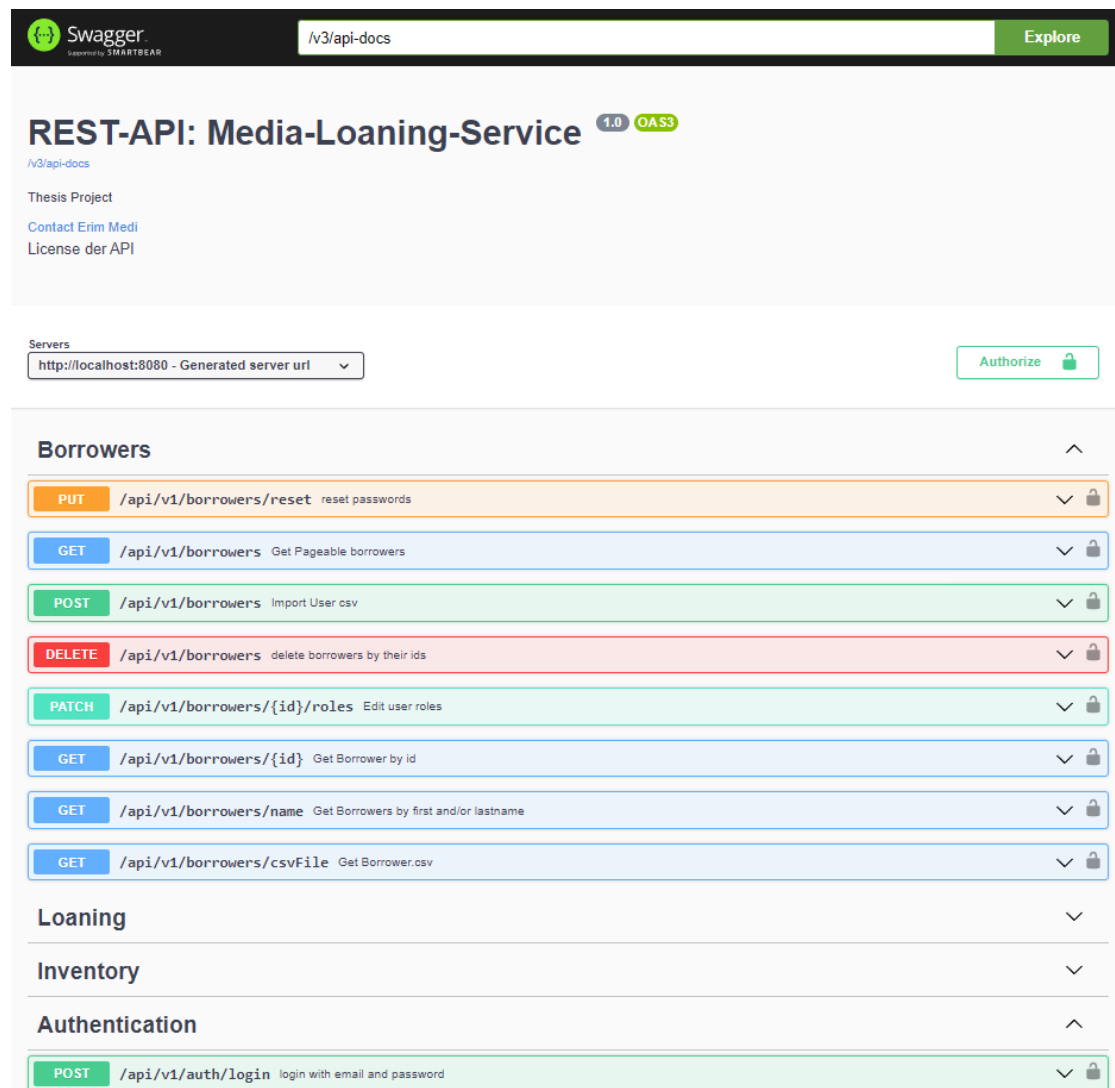 {···} Swagger.
Supported by SMARTBEAR
/v3/api-docs
Explore
REST-API: Media-Loaning-Service 1.0 OAS3
/v3/api-docs
Thesis Project
Contact Erim Medi
License der API
Servers
http://localhost:8080 - Generated server url
Authorize
Borrowers
PUT /api/v1/borrowers/reset reset passwords
GET /api/v1/borrowers Get Pageable borrowers
POST /api/v1/borrowers Import User csv
DELETE /api/v1/borrowers delete borrowers by their ids
PATCH /api/v1/borrowers/{id}/roles Edit user roles
GET /api/v1/borrowers/{id} Get Borrower by id
GET /api/v1/borrowers/name Get Borrowers by first and/or lastname
GET /api/v1/borrowers/csvFile Get Borrower.csv
Loaning
Inventory
Authentication
POST /api/v1/auth/login login with email and password